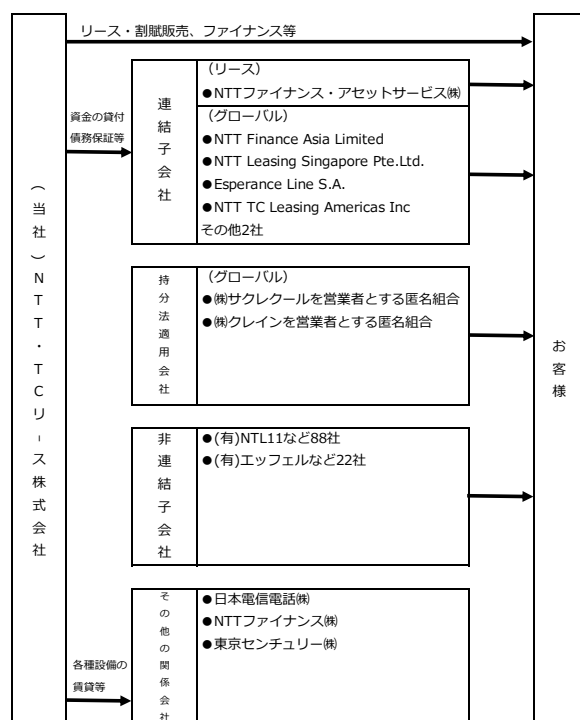 リース・割賦販売、ファイナンス等
(当社)NTT・TCリース株式会社
資金の貸付
債務保証等
連結子会社
(リース)
●NTTファイナンス・アセットサービス㈱
(グローバル)
●NTT Finance Asia Limited
●NTT Leasing Singapore Pte.Ltd.
●Esperance Line S.A.
●NTT TC Leasing Americas Inc
その他2社
持分法適用会社
(グローバル)
●㈱サクレクールを営業者とする匿名組合
●㈱クレインを営業者とする匿名組合
お客様
非連結子会社
●(有)NTL11など88社
●(有)エッフェルなど22社
その他の関係会社
●日本電信電話㈱
●NTTファイナンス㈱
●東京センチュリー㈱
各種設備の
賃貸等